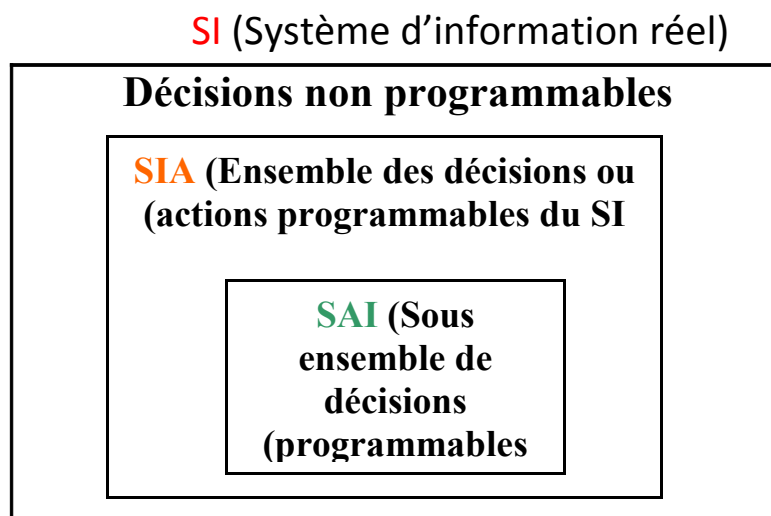 SI (Système d’information réel)
Décisions non programmables
SIA (Ensemble des décisions ou
(actions programmables du SI
SAI (Sous
ensemble de
décisions
(programmables